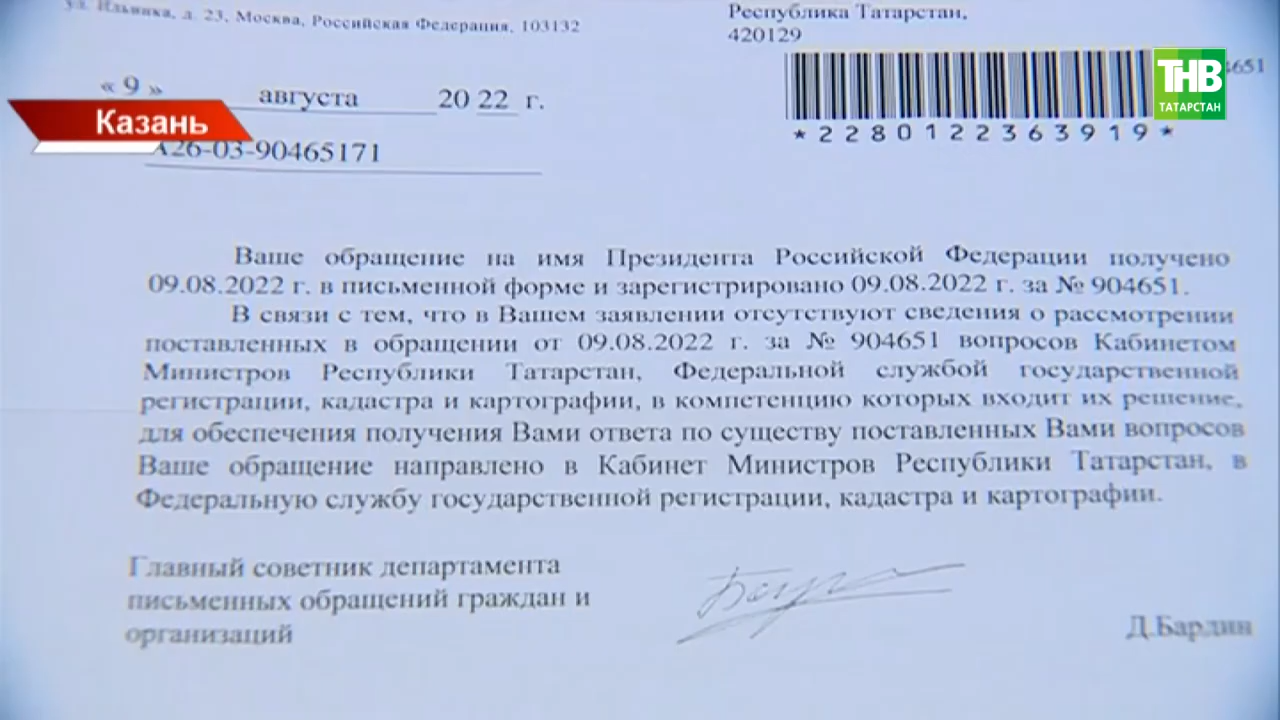 ул. Ильинка, д. 23, Москва, Российская Федерация, 103132
Республика Татарстан,
420129
« 9 » августа 20 22 г.
А26-03-90465171
4651
*2280122363919*
ТНВ
ТАТАРСТАН
Казань
Ваше обращение на имя Президента Российской Федерации получено
09.08.2022 г. в письменной форме и зарегистрировано 09.08.2022 г. за № 904651.
В связи с тем, что в Вашем заявлении отсутствуют сведения о рассмотрении
поставленных в обращении от 09.08.2022 г. за № 904651 вопросов Кабинетом
Министров Республики Татарстан, Федеральной службой государственной
регистрации, кадастра и картографии, в компетенцию которых входит их решение,
для обеспечения получения Вами ответа по существу поставленных Вами вопросов
Ваше обращение направлено в Кабинет Министров Республики Татарстан, в
Федеральную службу государственной регистрации, кадастра и картографии.
Главный советник департамента
письменных обращений граждан и
организаций
Д.Бардин